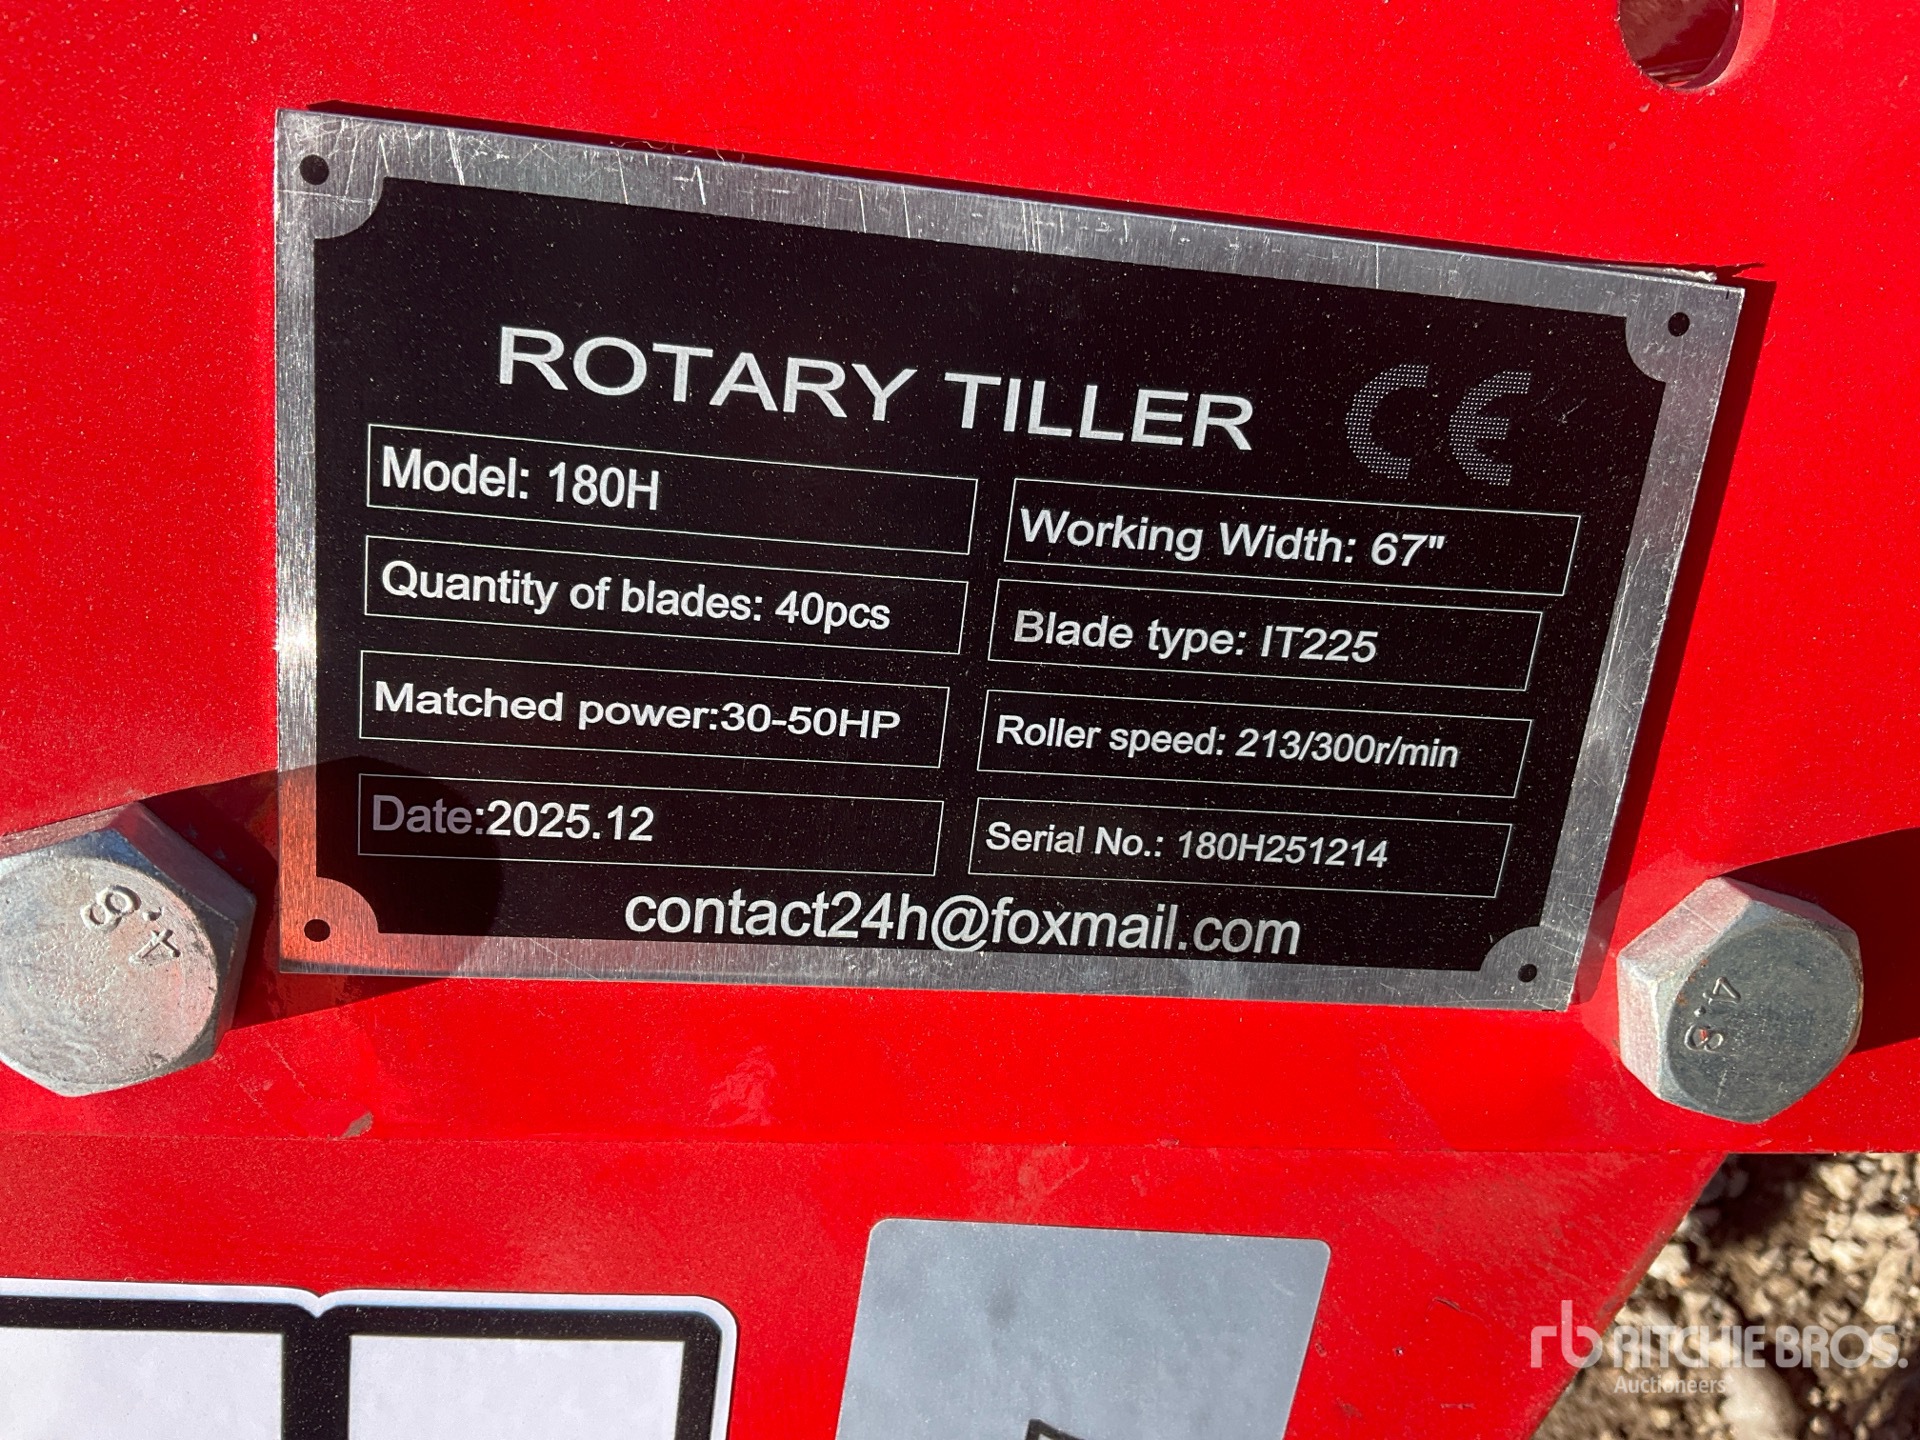 ROTARY TILLER CE
Model: 180H
Working Width: 67"
Quantity of blades: 40pcs
Blade type: IT225
Matched power:30-50HP
Roller speed: 213/300r/min
Date:2025.12
Serial No.: 180H251214
contact24h@foxmail.com
4.8
4.8
rb RITCHIE BROS.
Auctioneers